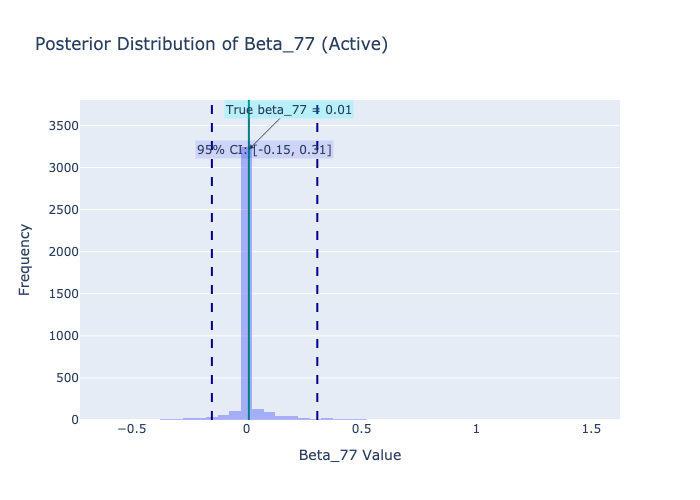 Posterior Distribution of Beta_77 (Active)
True beta_77 = 0.01
95% CI: [-0.15, 0.31]
3500
3000
2500
2000
1500
1000
500
0
Frequency
−0.5
0
0.5
1
1.5
Beta_77 Value